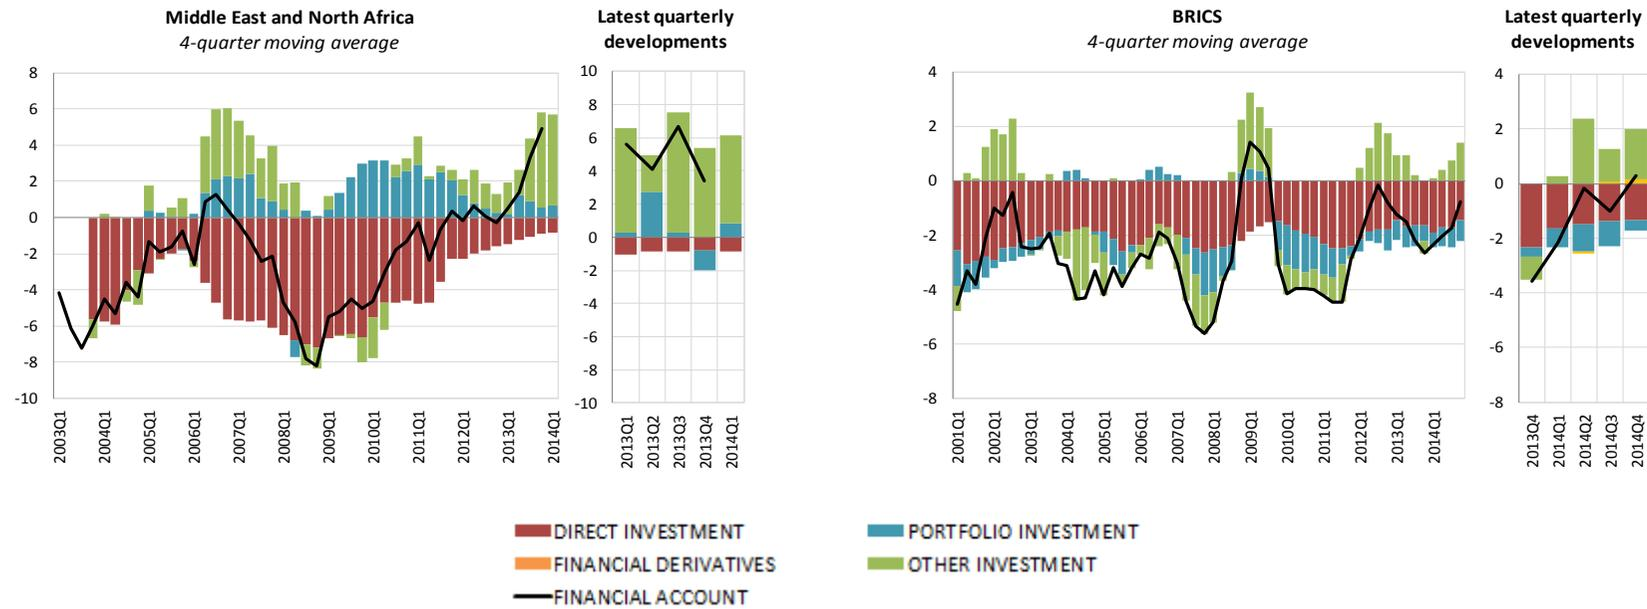 Middle East and North Africa
4-quarter moving average
Latest quarterly
developments
8
6
4
2
0
-2
-4
-6
-8
-10
2003Q1
2004Q1
2005Q1
2006Q1
2007Q1
2008Q1
2009Q1
2010Q1
2011Q1
2012Q1
2013Q1
2014Q1
10
8
6
4
2
0
-2
-4
-6
-8
-10
2013Q1
2013Q2
2013Q3
2013Q4
2014Q1
BRICS
4-quarter moving average
Latest quarterly
developments
4
2
0
-2
-4
-6
-8
2001Q1
2002Q1
2003Q1
2004Q1
2005Q1
2006Q1
2007Q1
2008Q1
2009Q1
2010Q1
2011Q1
2012Q1
2013Q1
2014Q1
4
2
0
-2
-4
-6
-8
2013Q4
2014Q1
2014Q2
2014Q3
2014Q4
DIRECT INVESTMENT
PORTFOLIO INVESTMENT
FINANCIAL DERIVATIVES
OTHER INVESTMENT
FINANCIAL ACCOUNT